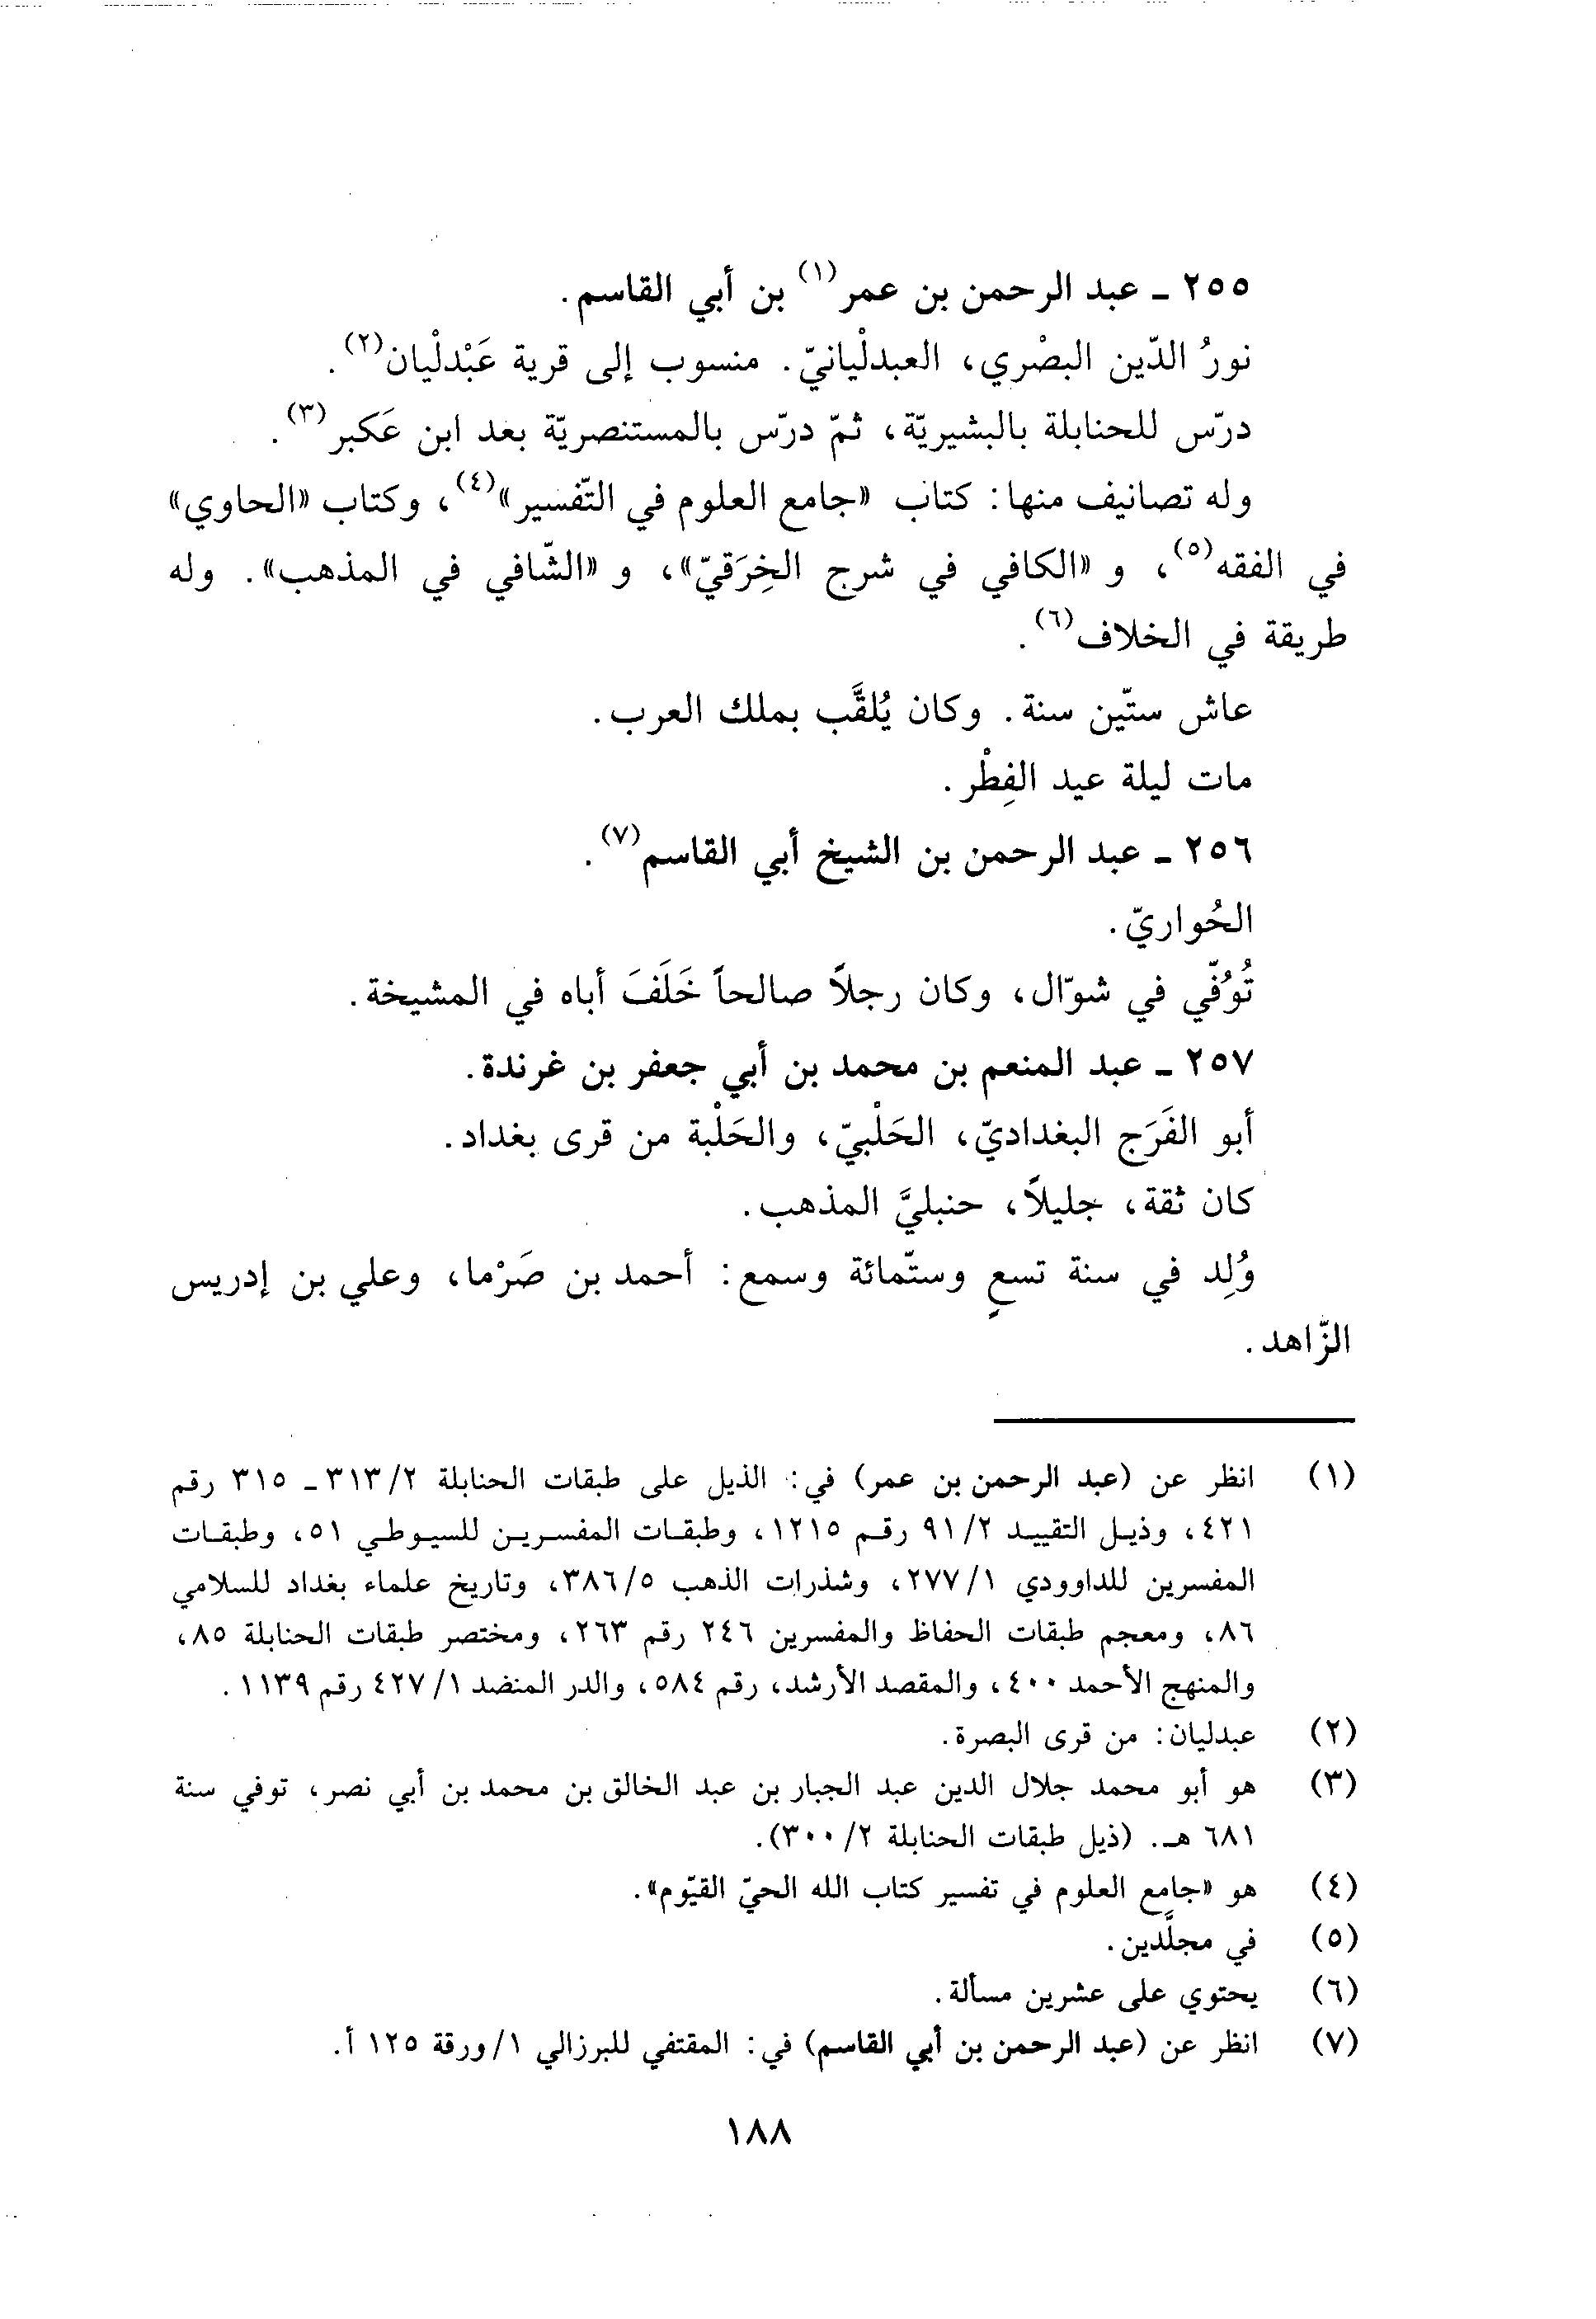 ٢٥٥ ـ عبد الرحمن بن عمر(١) بن أبي القاسم.
نورُ الدّين البصْري، العبدلْيانيّ. منسوب إلى قرية عَبْدلْيان(٢).
درّس للحنابلة بالبشيريّة، ثمّ درّس بالمستنصريّة بعد ابن عَكبر(٣).
وله تصانيف منها: كتاب «جامع العلوم في التّفسير»(٤)، وكتاب «الحاوي»
في الفقه(٥)، و «الكافي في شرح الخِرَقيّ»، و «الشّافي في المذهب». وله
طريقة في الخلاف(٦).
عاش ستّين سنة. وكان يُلقَّب بملك العرب.
مات ليلة عيد الفِطْر.
٢٥٦ ـ عبد الرحمن بن الشيخ أبي القاسم(٧).
الحُواريّ.
تُوُفّي في شوّال، وكان رجلاً صالحاً خَلَفَ أباه في المشيخة.
٢٥٧ ـ عبد المنعم بن محمد بن أبي جعفر بن غرندة.
أبو الفَرَج البغداديّ، الحَلْبيّ، والحَلْبة من قرى بغداد.
كان ثقة، جليلاً، حنبليَّ المذهب.
وُلِد في سنة تسعٍ وستّمائة وسمع: أحمد بن صَرْما، وعلي بن إدريس
الزّاهد.
(١) انظر عن (عبد الرحمن بن عمر) في: الذيل على طبقات الحنابلة ٣١٣/٢ ـ ٣١٥ رقم
٤٢١، وذيل التقييد ٩١/٢ رقم ١٢١٥، وطبقات المفسرين للسيوطي ٥١، وطبقات
المفسرين للداوودي ٢٧٧/١، وشذرات الذهب ٣٨٦/٥، وتاريخ علماء بغداد للسلامي
٨٦، ومعجم طبقات الحفاظ والمفسرين ٢٤٦ رقم ٢٦٣، ومختصر طبقات الحنابلة ٨٥،
والمنهج الأحمد ٤٠٠، والمقصد الأرشد، رقم ٥٨٤، والدر المنضد ٤٢٧/١ رقم ١١٣٩.
(٢) عبدليان: من قرى البصرة.
(٣) هو أبو محمد جلال الدين عبد الجبار بن عبد الخالق بن محمد بن أبي نصر، توفي سنة
٦٨١ هـ. (ذيل طبقات الحنابلة ٣٠٠/٢).
(٤) هو «جامع العلوم في تفسير كتاب الله الحيّ القيّوم».
(٥) في مجلَّدين.
(٦) يحتوي على عشرين مسألة.
(٧) انظر عن (عبد الرحمن بن أبي القاسم) في: المقتفي للبرزالي ١/ورقة ١٢٥ أ.
١٨٨